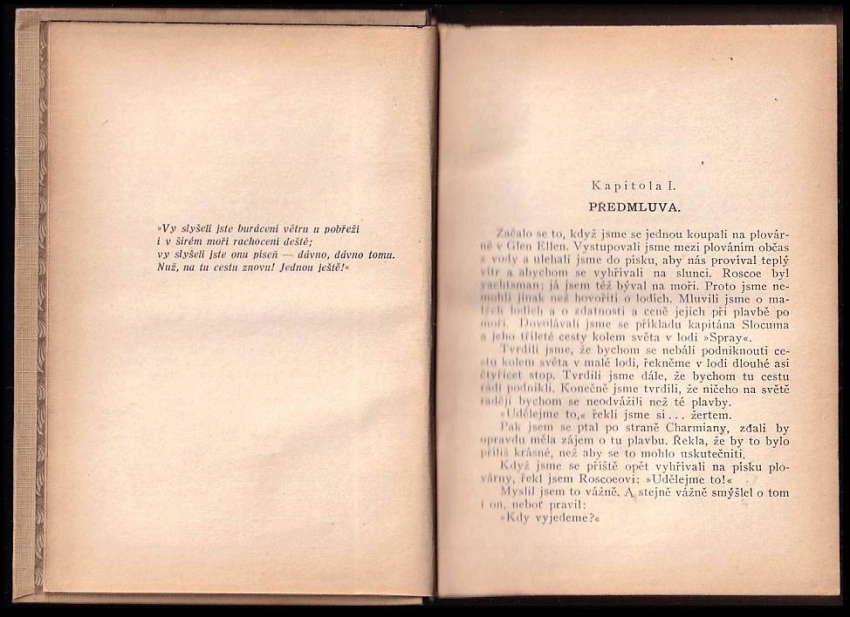 »Vy slyšeli jste burácení větru u pobřeží
i v širém moři rachocení deště;
vy slyšeli jste onu píseň — dávno, dávno tomu.
Nuž, na tu cestu znovu! Jednou ještě!«
Kapitola I.
PŘEDMLUVA.
Začalo se to, když jsme se jednou koupali na plovár-
ně v Glen Ellen. Vystupovali jsme mezi plováním občas
z vody a ulehali jsme do písku, aby nás províval teplý
vítr a abychom se vyhřívali na slunci. Roscoe byl
yachtsman; já jsem též býval na moři. Proto jsme ne-
mohli jinak než hovořiti o lodích. Mluvili jsme o ma-
lých lodích a o zdatnosti a ceně jejich při plavbě po
moři. Dovolávali jsme se příkladu kapitána Slocuma
a jeho tříleté cesty kolem světa v lodi »Spray«.
Tvrdili jsme, že bychom se nebáli podniknouti ce-
stu kolem světa v malé lodi, řekněme v lodi dlouhé asi
čtyřicet stop. Tvrdili jsme dále, že bychom tu cestu
rádi podnikli. Konečně jsme tvrdili, že ničeho na světě
raději bychom se neodvážili než té plavby.
»Udělejme to,« řekli jsme si... žertem.
Pak jsem se ptal po straně Charmiany, zdali by
opravdu měla zájem o tu plavbu. Řekla, že by to bylo
příliš krásné, než aby se to mohlo uskutečniti.
Když jsme se příště opět vyhřívali na písku plo-
várny, řekl jsem Roscoeovi: »Udělejme to!«
Myslil jsem to vážně. A stejně vážně smýšlel o tom
i on, neboť pravil:
»Kdy vyjedeme?«